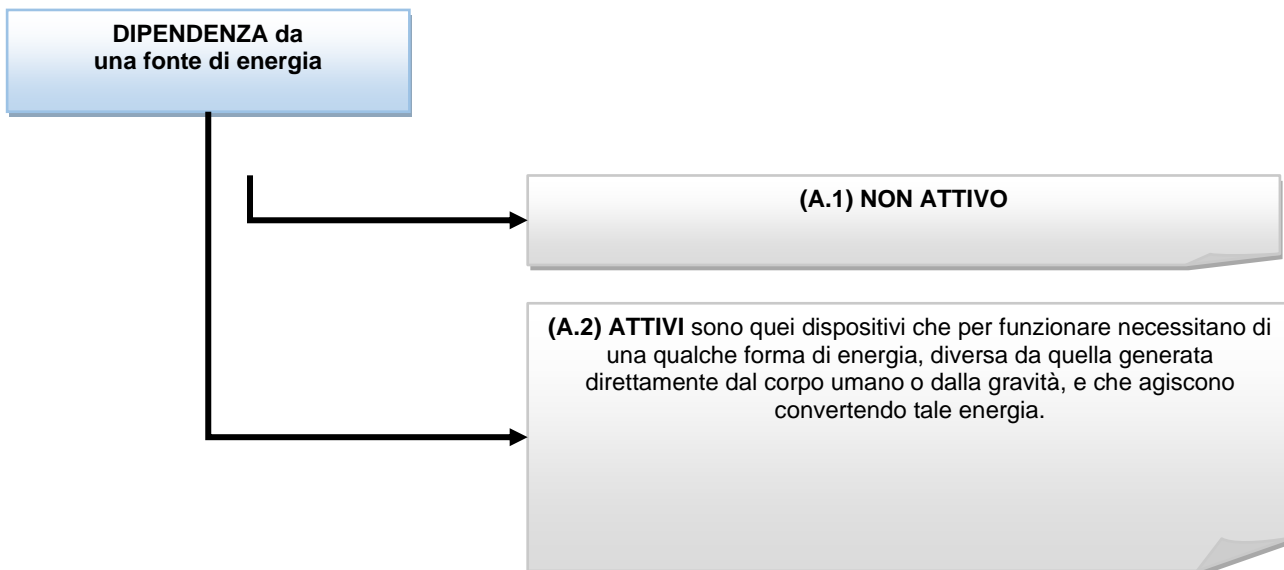 DIPENDENZA da
una fonte di energia
(A.1) NON ATTIVO
(A.2) ATTIVI sono quei dispositivi che per funzionare necessitano di
una qualche forma di energia, diversa da quella generata
direttamente dal corpo umano o dalla gravità, e che agiscono
convertendo tale energia.